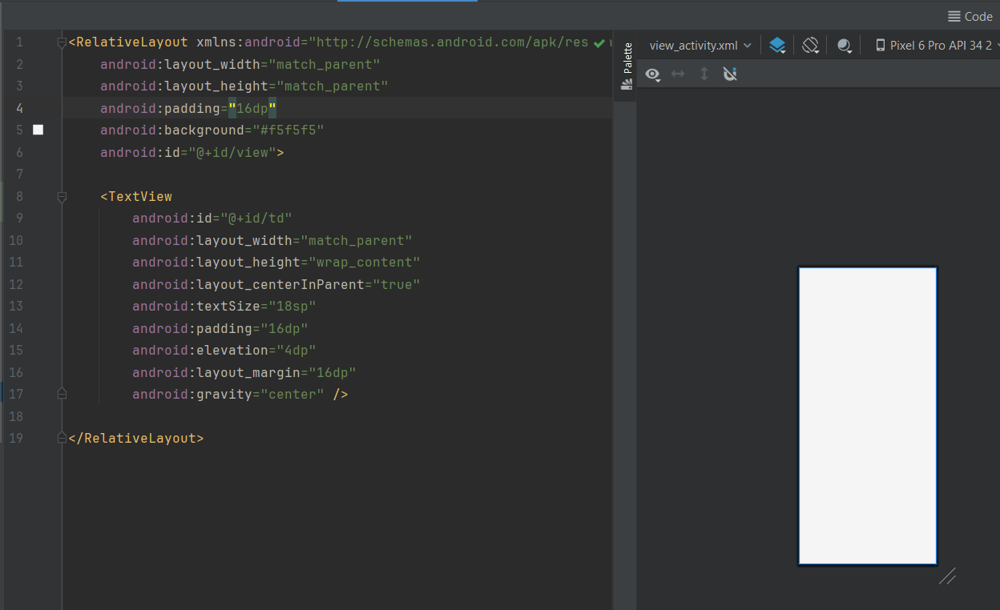 Code
1 <RelativeLayout xmlns:android="http://schemas.android.com/apk/res
2 android:layout_width="match_parent"
3 android:layout_height="match_parent"
4 android:padding="16dp"
5 android:background="#f5f5f5"
6 android:id="@+id/view">
7
8 <TextView
9 android:id="@+id/td"
10 android:layout_width="match_parent"
11 android:layout_height="wrap_content"
12 android:layout_centerInParent="true"
13 android:textSize="18sp"
14 android:padding="16dp"
15 android:elevation="4dp"
16 android:layout_margin="16dp"
17 android:gravity="center" />
18
19 </RelativeLayout>
Palette
view_activity.xml
Pixel 6 Pro API 34 2